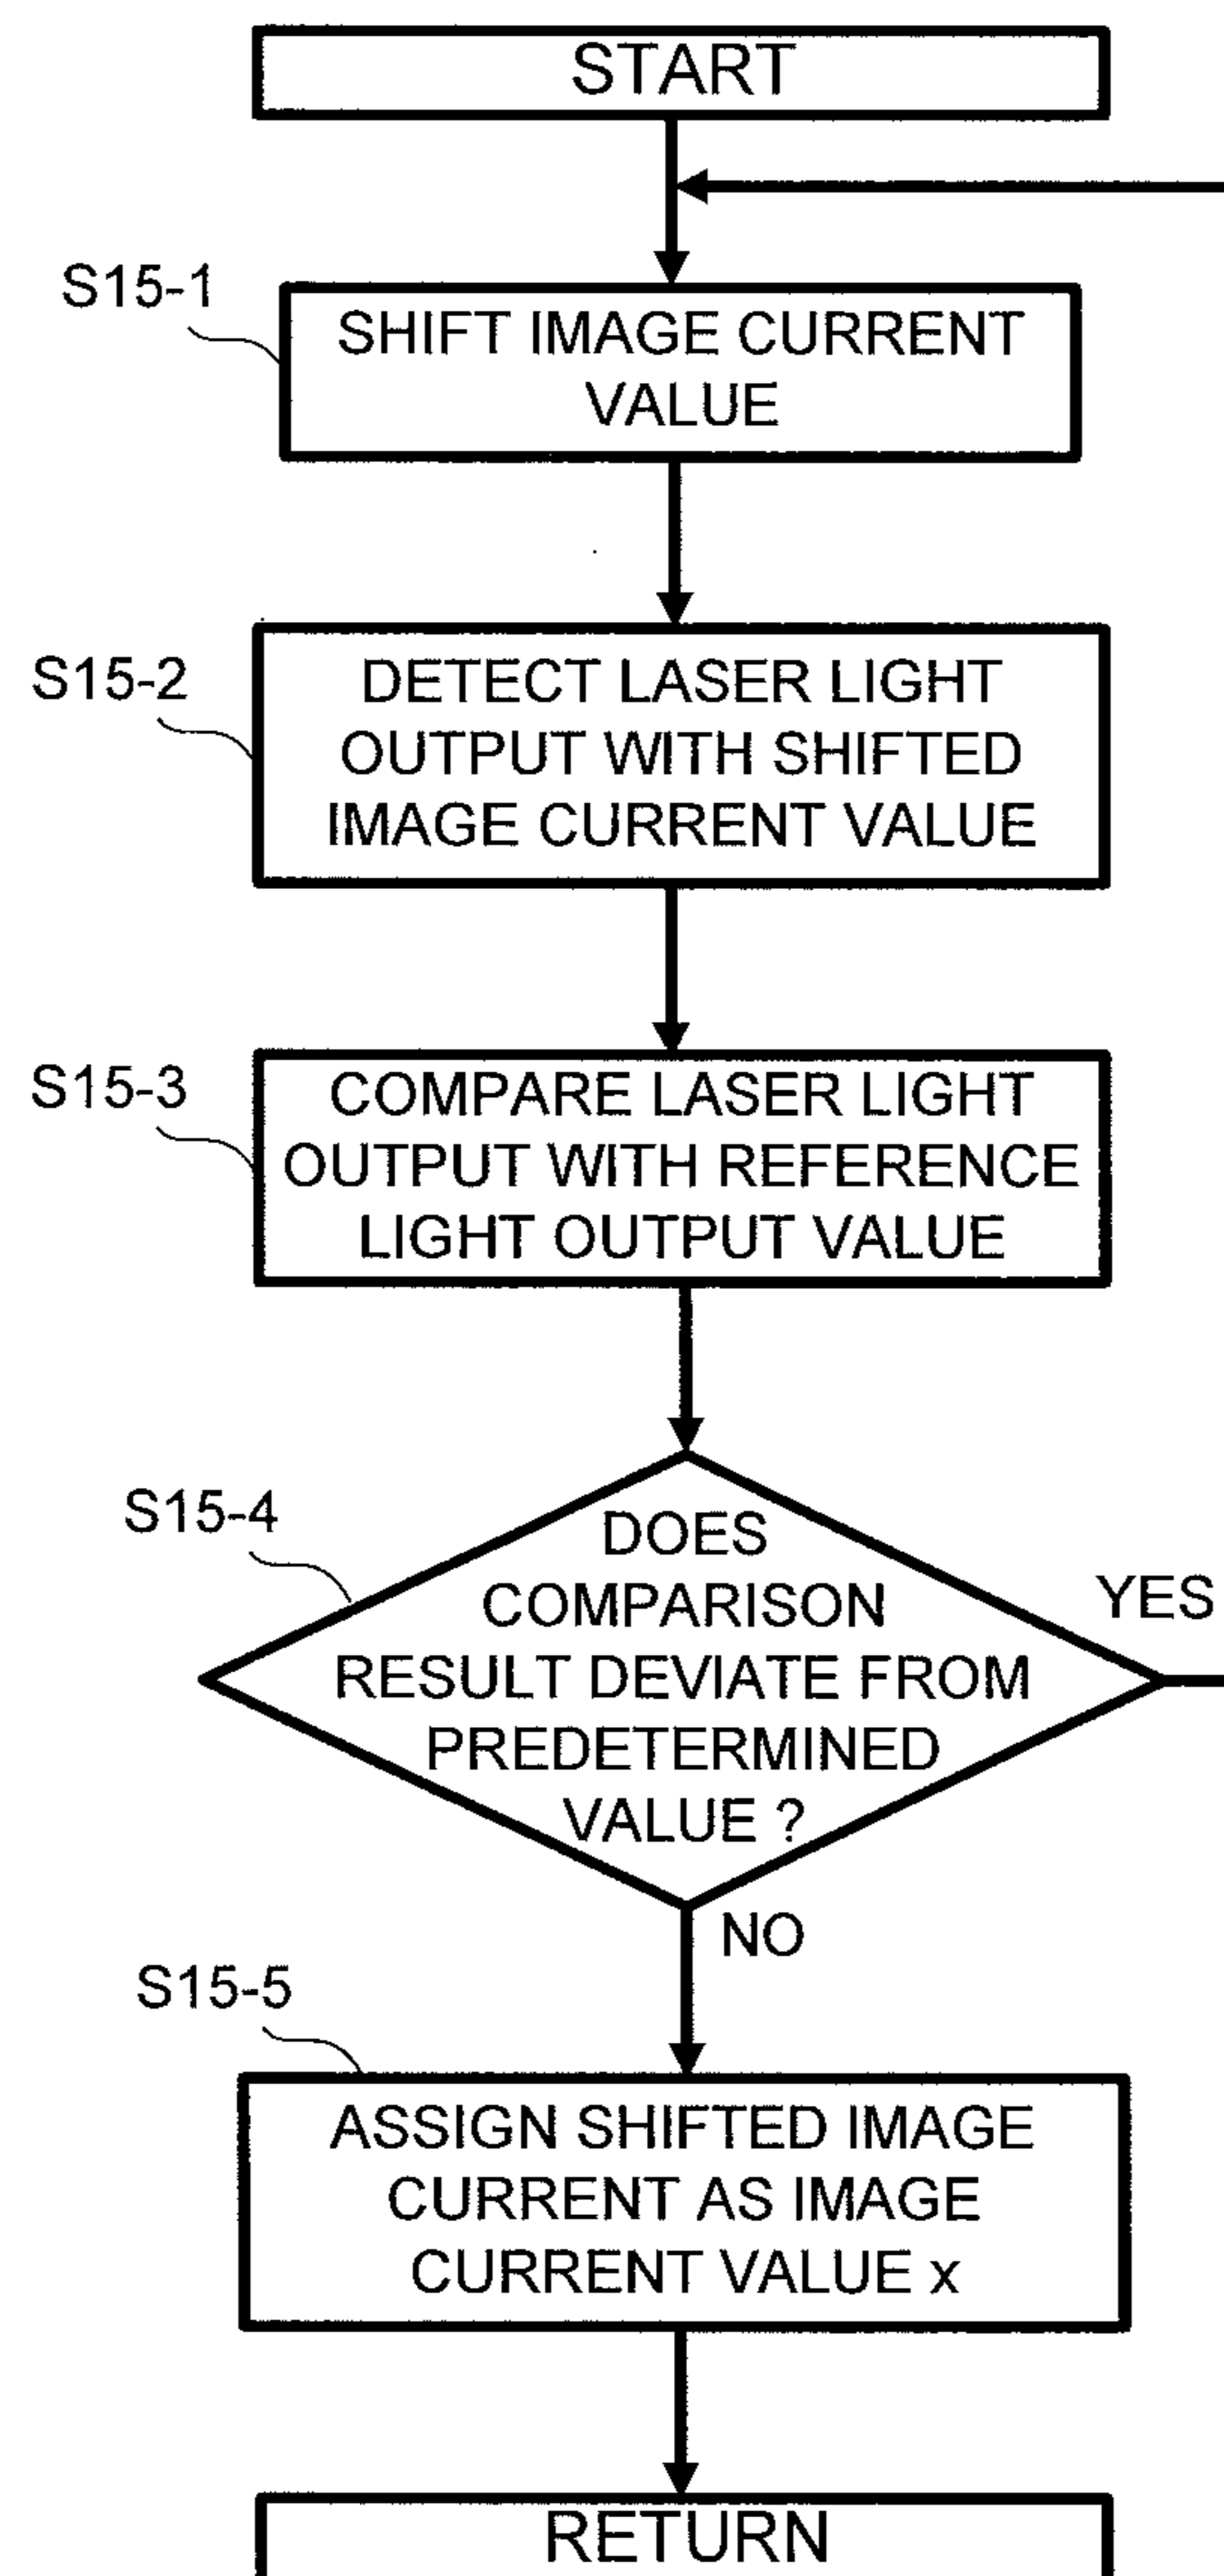 START
S15-1
SHIFT IMAGE CURRENT
VALUE
S15-2
DETECT LASER LIGHT
OUTPUT WITH SHIFTED
IMAGE CURRENT VALUE
S15-3
COMPARE LASER LIGHT
OUTPUT WITH REFERENCE
LIGHT OUTPUT VALUE
S15-4
DOES
COMPARISON
RESULT DEVIATE FROM
PREDETERMINED
VALUE ?
YES
NO
S15-5
ASSIGN SHIFTED IMAGE
CURRENT AS IMAGE
CURRENT VALUE x
RETURN